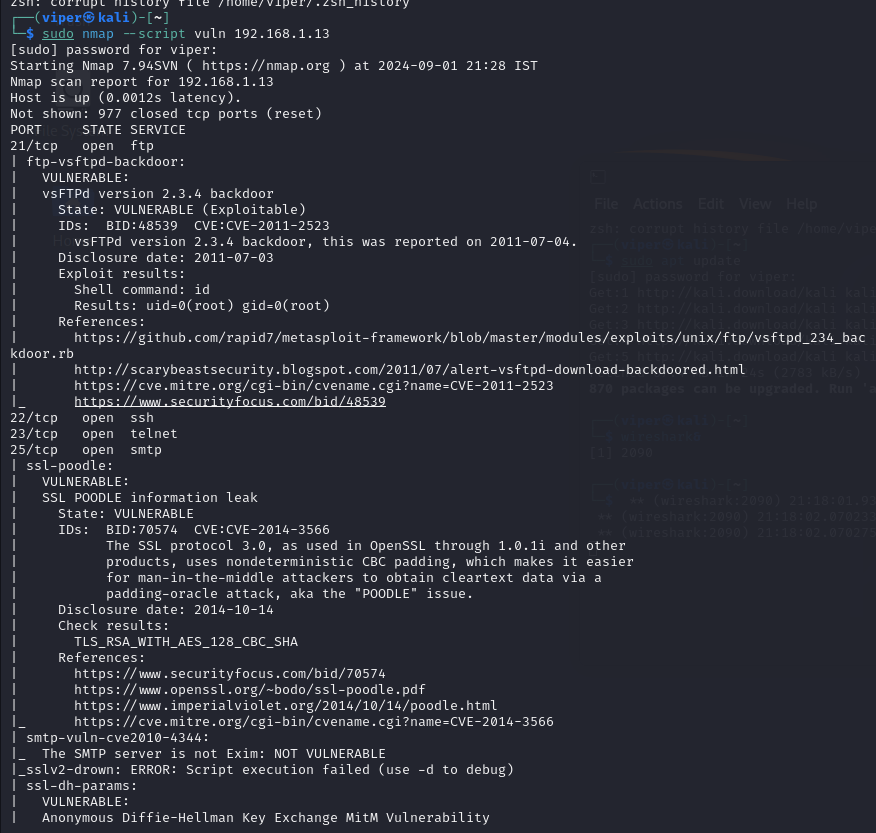 zsh: corrupt history file /home/viper/.zsh_history
┌──(viper㉿kali)-[~]
└─$ sudo nmap --script vuln 192.168.1.13
[sudo] password for viper:
Starting Nmap 7.94SVN ( https://nmap.org ) at 2024-09-01 21:28 IST
Nmap scan report for 192.168.1.13
Host is up (0.0012s latency).
Not shown: 977 closed tcp ports (reset)
PORT     STATE SERVICE
21/tcp   open  ftp
| ftp-vsftpd-backdoor:
|   VULNERABLE:
|   vsFTPd version 2.3.4 backdoor
|     State: VULNERABLE (Exploitable)
|     IDs:  BID:48539  CVE:CVE-2011-2523
|       vsFTPd version 2.3.4 backdoor, this was reported on 2011-07-04.
|     Disclosure date: 2011-07-03
|     Exploit results:
|       Shell command: id
|       Results: uid=0(root) gid=0(root)
|     References:
|       https://github.com/rapid7/metasploit-framework/blob/master/modules/exploits/unix/ftp/vsftpd_234_bac
kdoor.rb
|       http://scarybeastsecurity.blogspot.com/2011/07/alert-vsftpd-download-backdoored.html
|       https://cve.mitre.org/cgi-bin/cvename.cgi?name=CVE-2011-2523
|_      https://www.securityfocus.com/bid/48539
22/tcp   open  ssh
23/tcp   open  telnet
25/tcp   open  smtp
| ssl-poodle:
|   VULNERABLE:
|   SSL POODLE information leak
|     State: VULNERABLE
|     IDs:  BID:70574  CVE:CVE-2014-3566
|           The SSL protocol 3.0, as used in OpenSSL through 1.0.1i and other
|           products, uses nondeterministic CBC padding, which makes it easier
|           for man-in-the-middle attackers to obtain cleartext data via a
|           padding-oracle attack, aka the "POODLE" issue.
|     Disclosure date: 2014-10-14
|     Check results:
|       TLS_RSA_WITH_AES_128_CBC_SHA
|     References:
|       https://www.securityfocus.com/bid/70574
|       https://www.openssl.org/~bodo/ssl-poodle.pdf
|       https://www.imperialviolet.org/2014/10/14/poodle.html
|_      https://cve.mitre.org/cgi-bin/cvename.cgi?name=CVE-2014-3566
| smtp-vuln-cve2010-4344:
|_  The SMTP server is not Exim: NOT VULNERABLE
|_sslv2-drown: ERROR: Script execution failed (use -d to debug)
| ssl-dh-params:
|   VULNERABLE:
|   Anonymous Diffie-Hellman Key Exchange MitM Vulnerability
File Actions Edit View Help
zsh: corrupt history file /home/vipe
$ sudo apt update
[sudo] password for viper:
Get:1 http://kali.download/kali kali